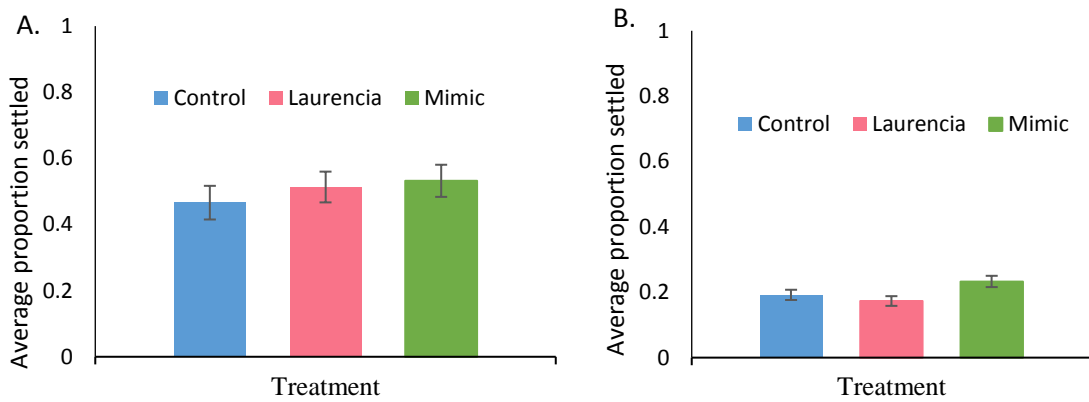 A.
Average proportion settled
1
0.8
0.6
0.4
0.2
0
Control Laurencia Mimic
Treatment
B.
Average proportion settled
1
0.8
0.6
0.4
0.2
0
Control Laurencia Mimic
Treatment